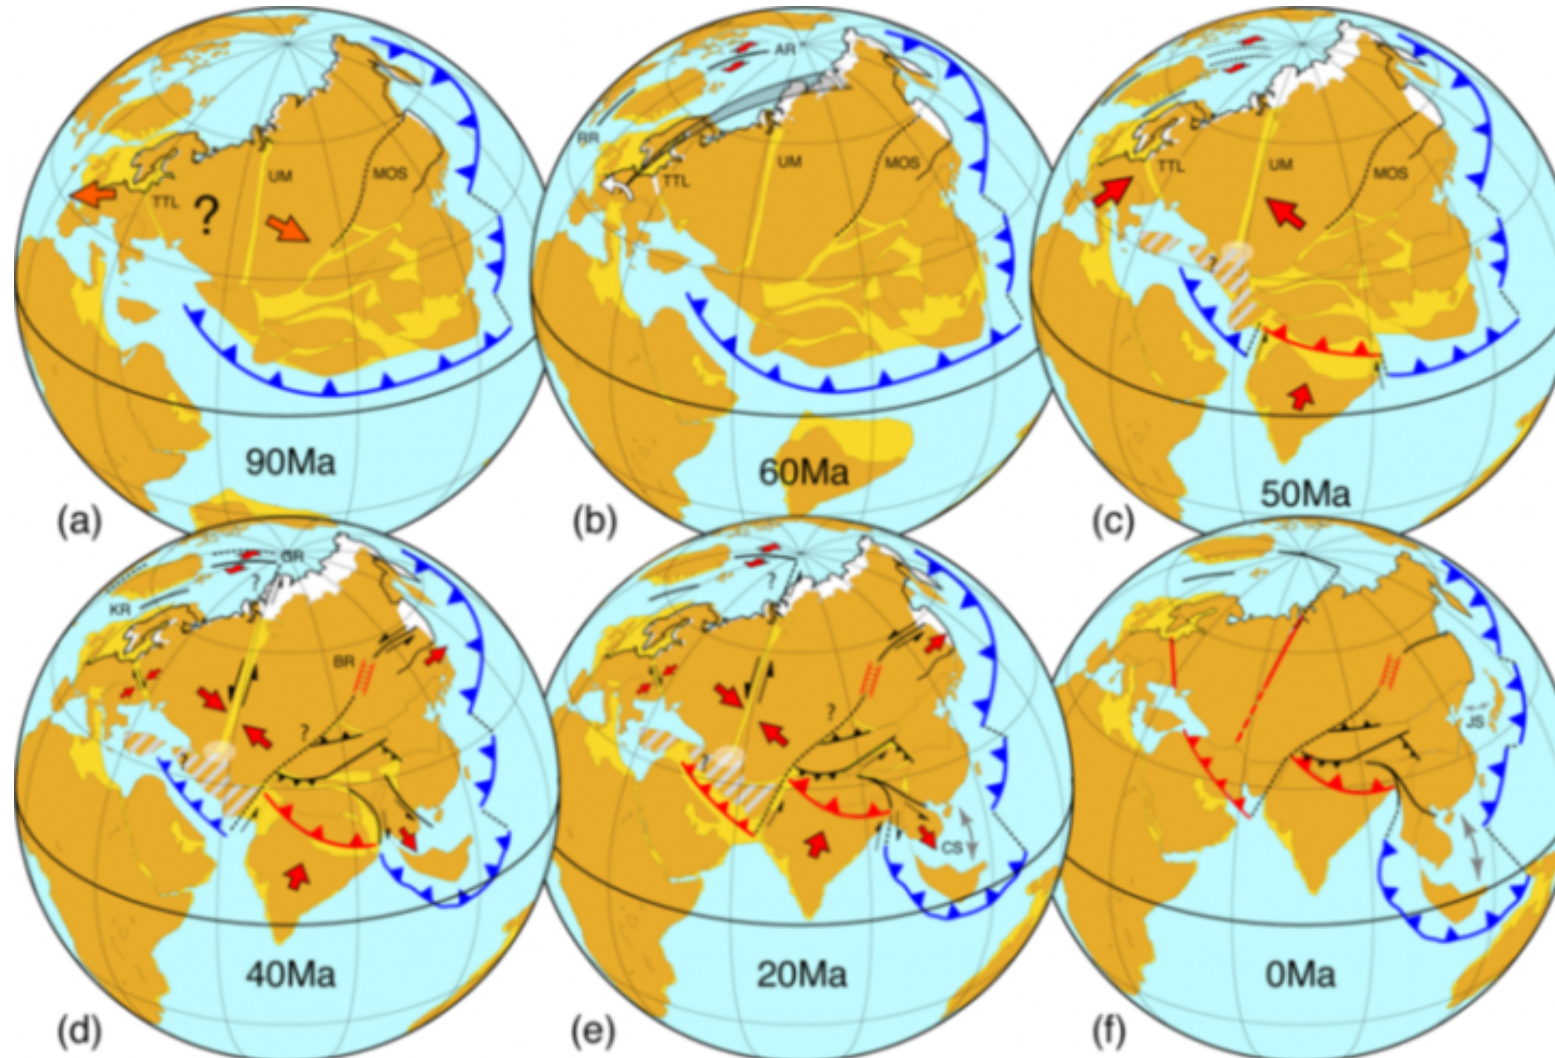 TTL
?
UM
MOS
90Ma
(a)
AR
RR
TTL
UM
MOS
60Ma
(b)
TTL
UM
MOS
?
50Ma
(c)
GR
?
KR
BR
?
40Ma
(d)
?
?
CS
20Ma
(e)
JS
0Ma
(f)